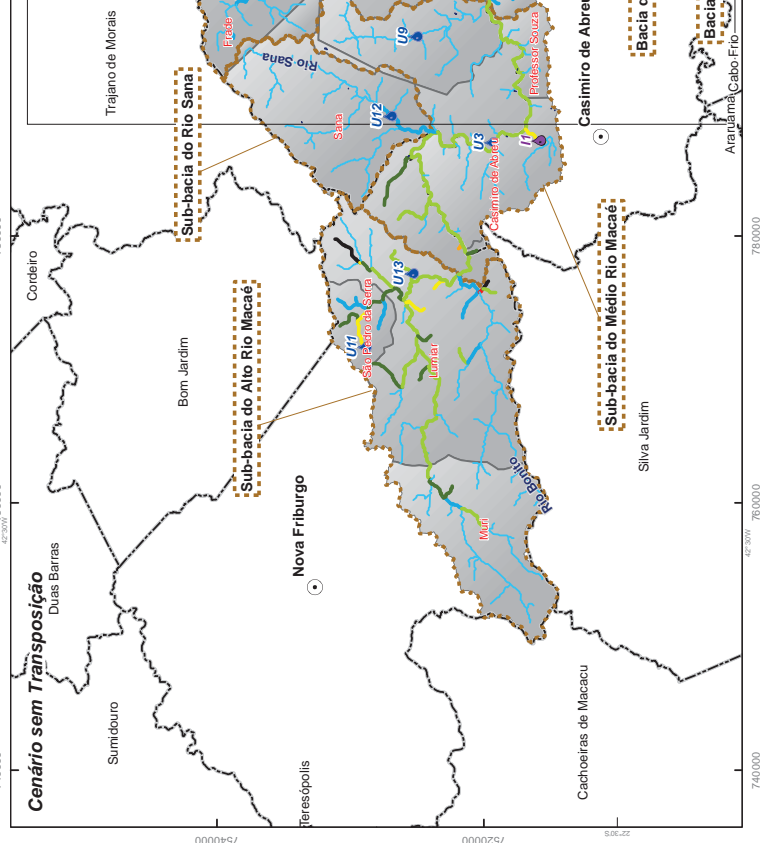 Cenário sem Transposição
Trajano de Morais
Cordeiro
Bom Jardim
Duas Barras
Sumidouro
Nova Friburgo
Teresópolis
Cachoeiras de Macacu
Silva Jardim
Casimiro de Abreu
Araruama
Cabo Frio
Sub-bacia do Rio Sana
Sub-bacia do Alto Rio Macaé
Sub-bacia do Médio Rio Macaé
Bacia
Frade
Rio Sana
Sana
U9
U12
U3
I1
Professor Souza
Casimiro de Abreu
U13
U11
São Pedro da Serra
Lumiar
Muri
Rio Bonito
780000
760000
740000
7540000
7520000
42°30'W
42°30'W
22°30'S